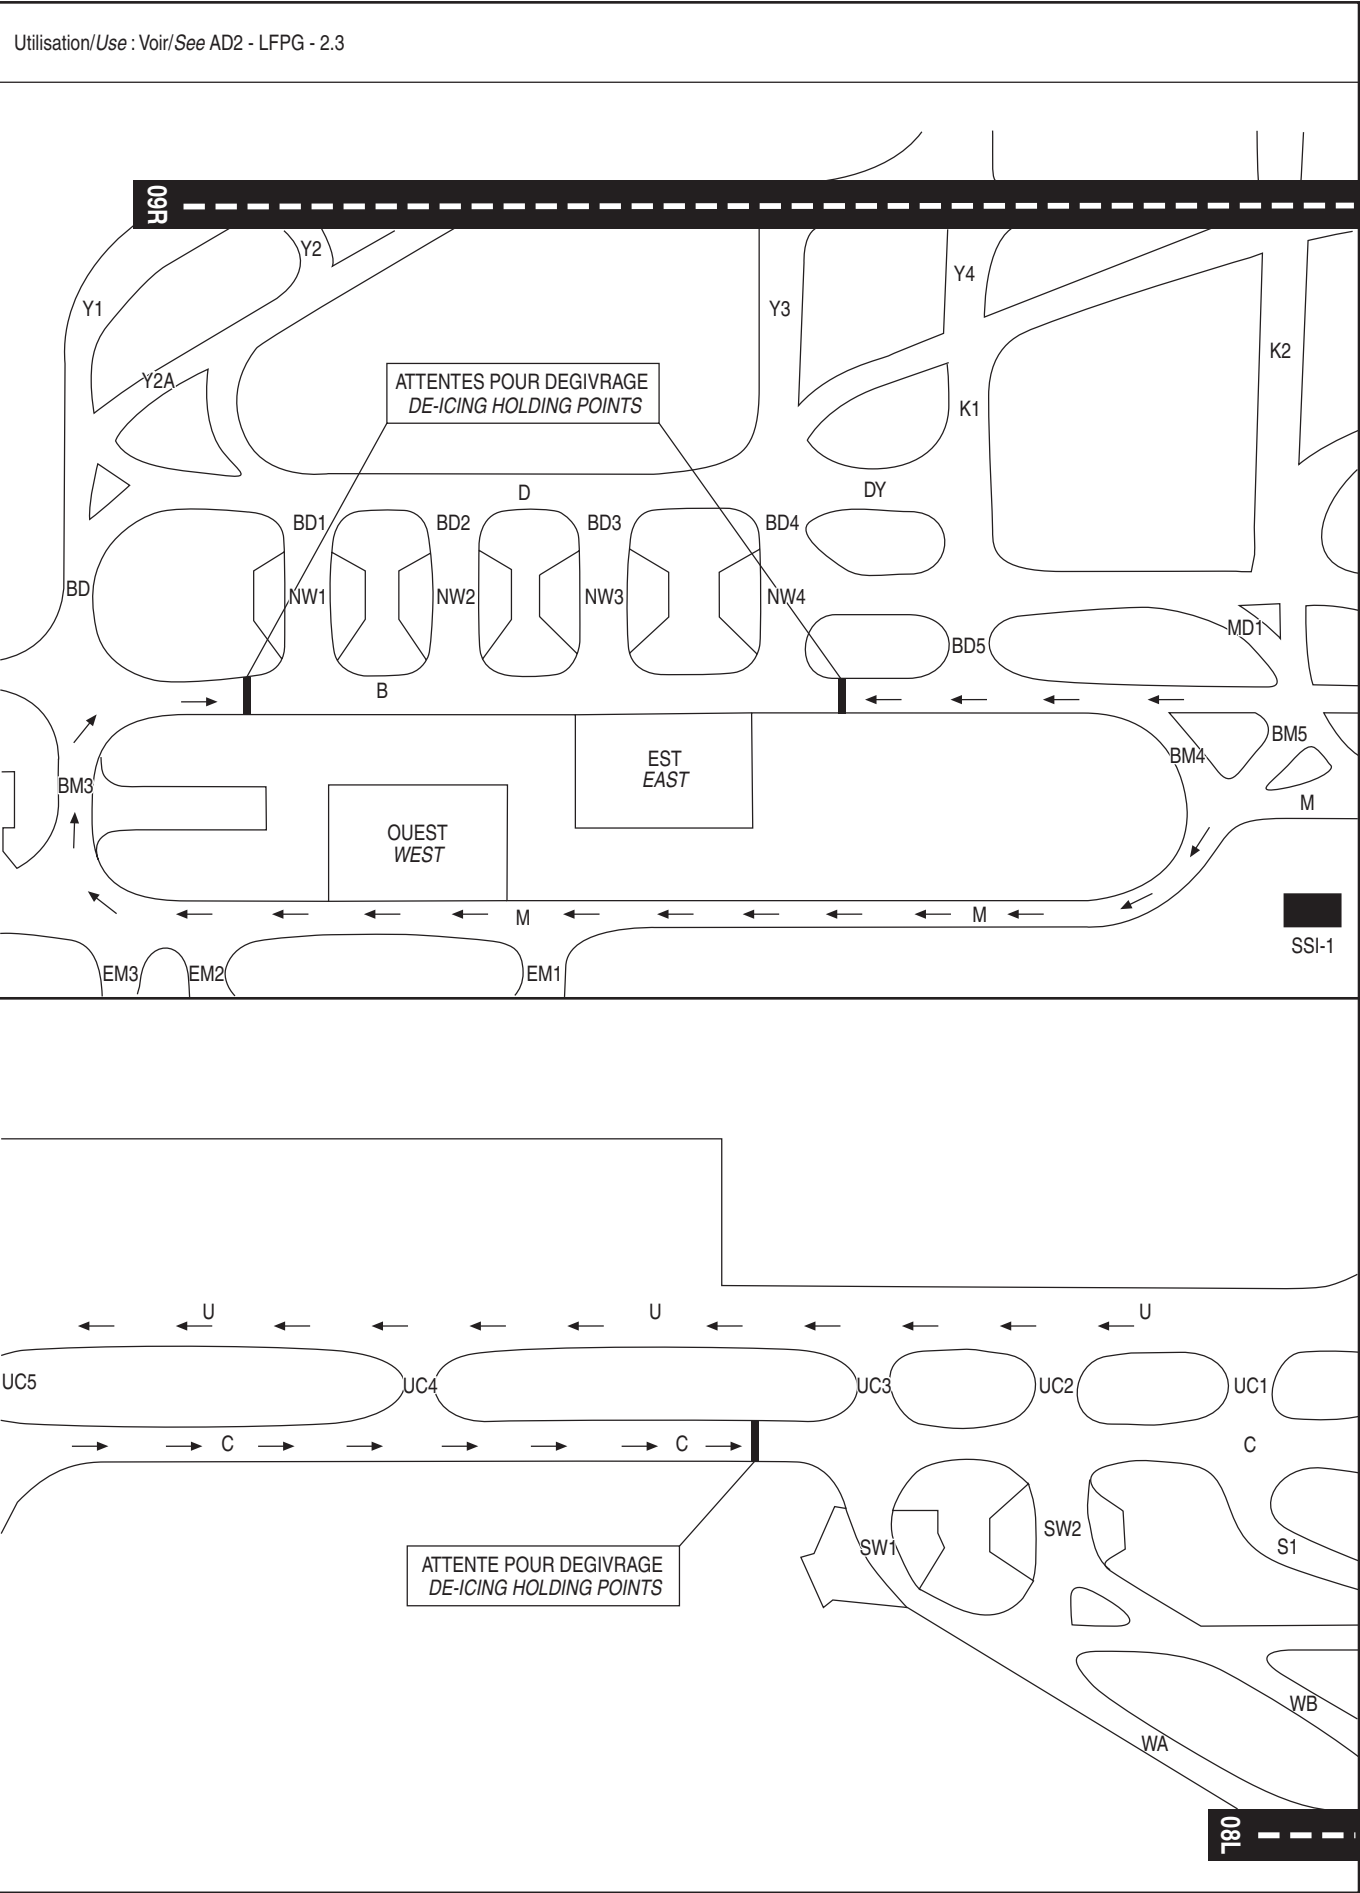 Utilisation/Use : Voir/See AD2 - LFPG - 2.3
09R
Y2
Y4
Y1
Y3
K2
Y2A
ATTENTES POUR DEGIVRAGE
DE-ICING HOLDING POINTS
K1
D
DY
BD1
BD2
BD3
BD4
BD
NW1
NW2
NW3
NW4
MD1
BD5
B
BM5
EST
EAST
BM4
BM3
M
OUEST
WEST
M
M
SSI-1
EM3
EM2
EM1
U
U
U
UC5
UC4
UC3
UC2
UC1
C
C
C
SW2
SW1
S1
ATTENTE POUR DEGIVRAGE
DE-ICING HOLDING POINTS
WB
WA
08L